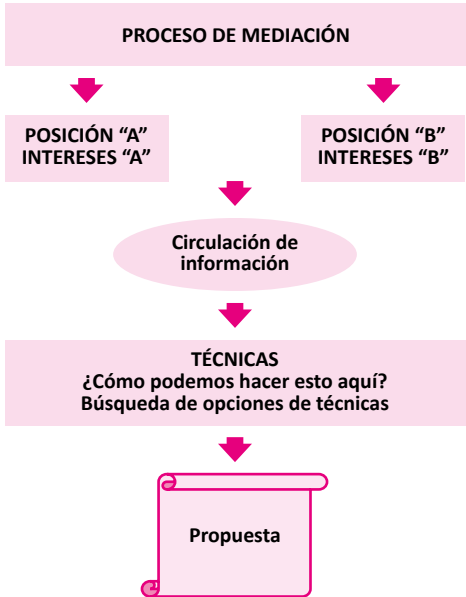 PROCESO DE MEDIACIÓN
POSICIÓN “A”
INTERESES “A”
POSICIÓN “B”
INTERESES “B”
Circulación de
información
TÉCNICAS
¿Cómo podemos hacer esto aquí?
Búsqueda de opciones de técnicas
Propuesta